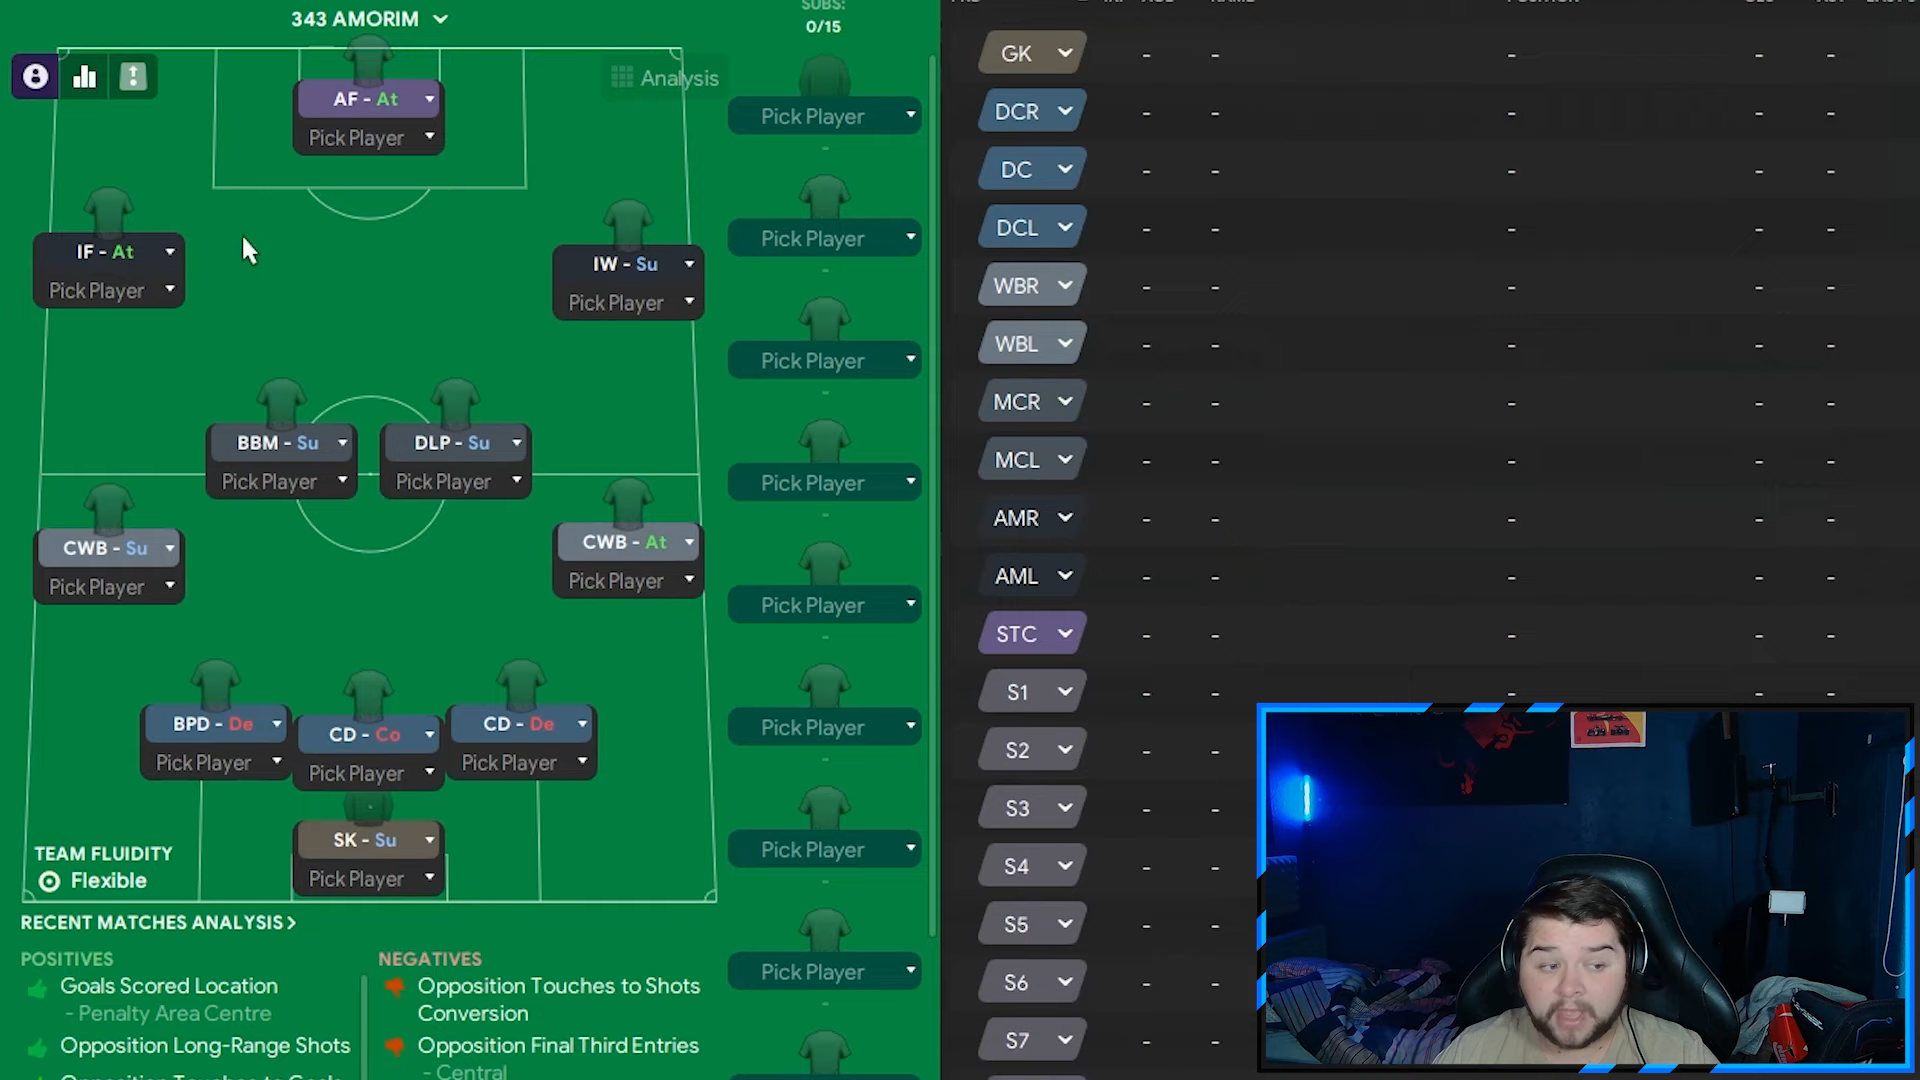 343 AMORIM
SUBS:
0/15
Analysis
AF - At
Pick Player
IF - At
Pick Player
IW - Su
Pick Player
BBM - Su
Pick Player
DLP - Su
Pick Player
CWB - Su
Pick Player
CWB - At
Pick Player
BPD - De
Pick Player
CD - Co
Pick Player
CD - De
Pick Player
SK - Su
Pick Player
TEAM FLUIDITY
Flexible
RECENT MATCHES ANALYSIS >
POSITIVES
Goals Scored Location
- Penalty Area Centre
Opposition Long-Range Shots
NEGATIVES
Opposition Touches to Shots
Conversion
Opposition Final Third Entries
- Central
Pick Player
-
Pick Player
-
Pick Player
-
Pick Player
-
Pick Player
-
Pick Player
-
Pick Player
-
Pick Player
-
GK - - - - -
DCR - - - - -
DC - - - - -
DCL - - - - -
WBR - - - - -
WBL - - - - -
MCR - - - - -
MCL - - - - -
AMR - - - - -
AML - - - - -
STC - - - - -
S1 - - - - -
S2 - -
S3 - -
S4 - -
S5 - -
S6 - -
S7 - -